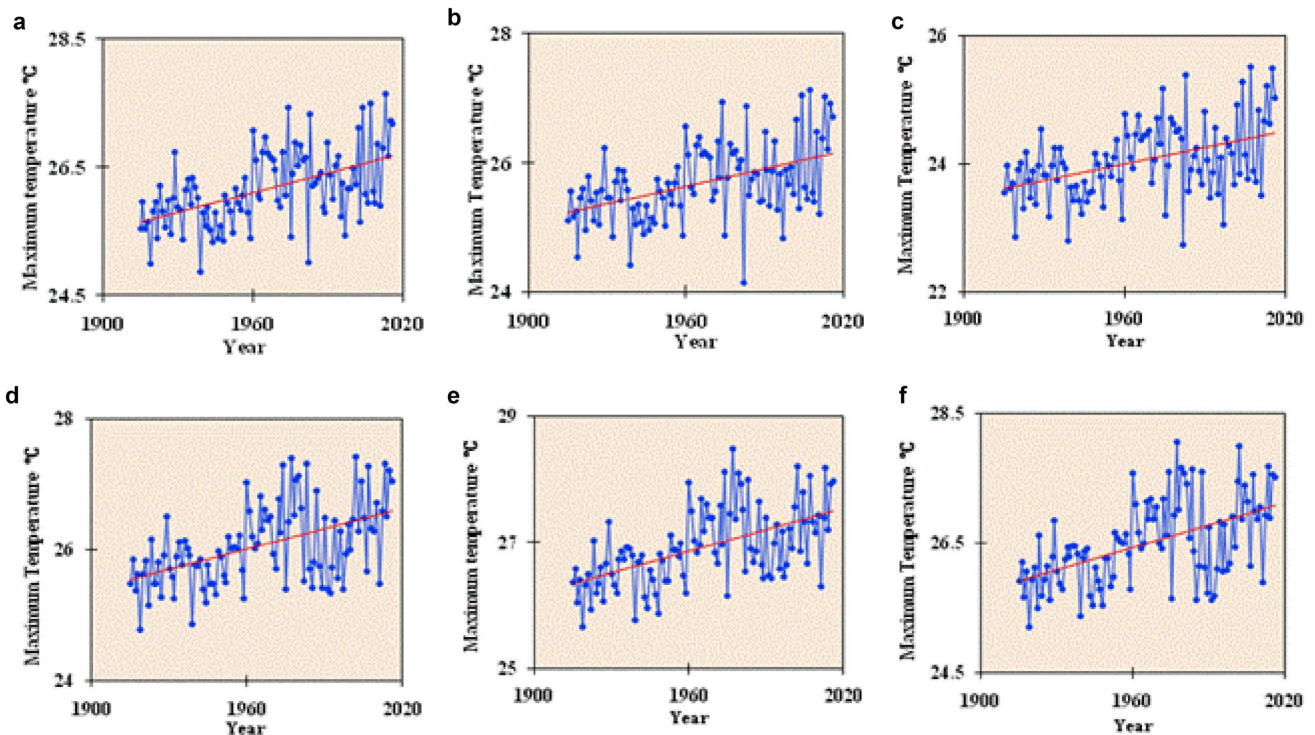 a
28.5
Maximum temperature ℃
26.5
24.5
1900
1960
2020
Year
b
28
Maximum Temperature ℃
26
24
1900
1960
2020
Year
c
26
Maximum Temperature ℃
24
22
1900
1960
2020
Year
d
28
Maximum Temperature ℃
26
24
1900
1960
2020
Year
e
29
Maximum temperature ℃
27
25
1900
1960
2020
Year
f
28.5
Maximum Temperature ℃
26.5
24.5
1900
1960
2020
Year